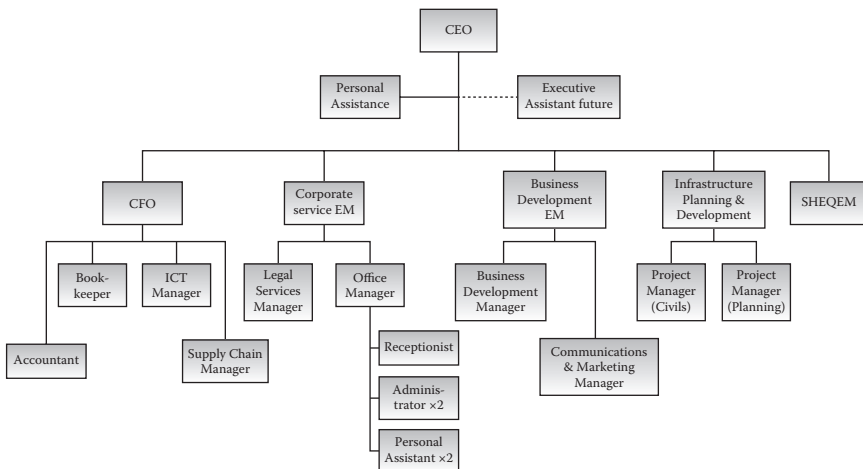 CEO
Personal
Assistance
Executive
Assistant future
CFO
Corporate
service EM
Business
Development
EM
Infrastructure
Planning &
Development
SHEQEM
Book-
keeper
ICT
Manager
Legal
Services
Manager
Office
Manager
Business
Development
Manager
Project
Manager
(Civils)
Project
Manager
(Planning)
Accountant
Supply Chain
Manager
Receptionist
Communications
& Marketing
Manager
Adminis-
trator ×2
Personal
Assistant ×2